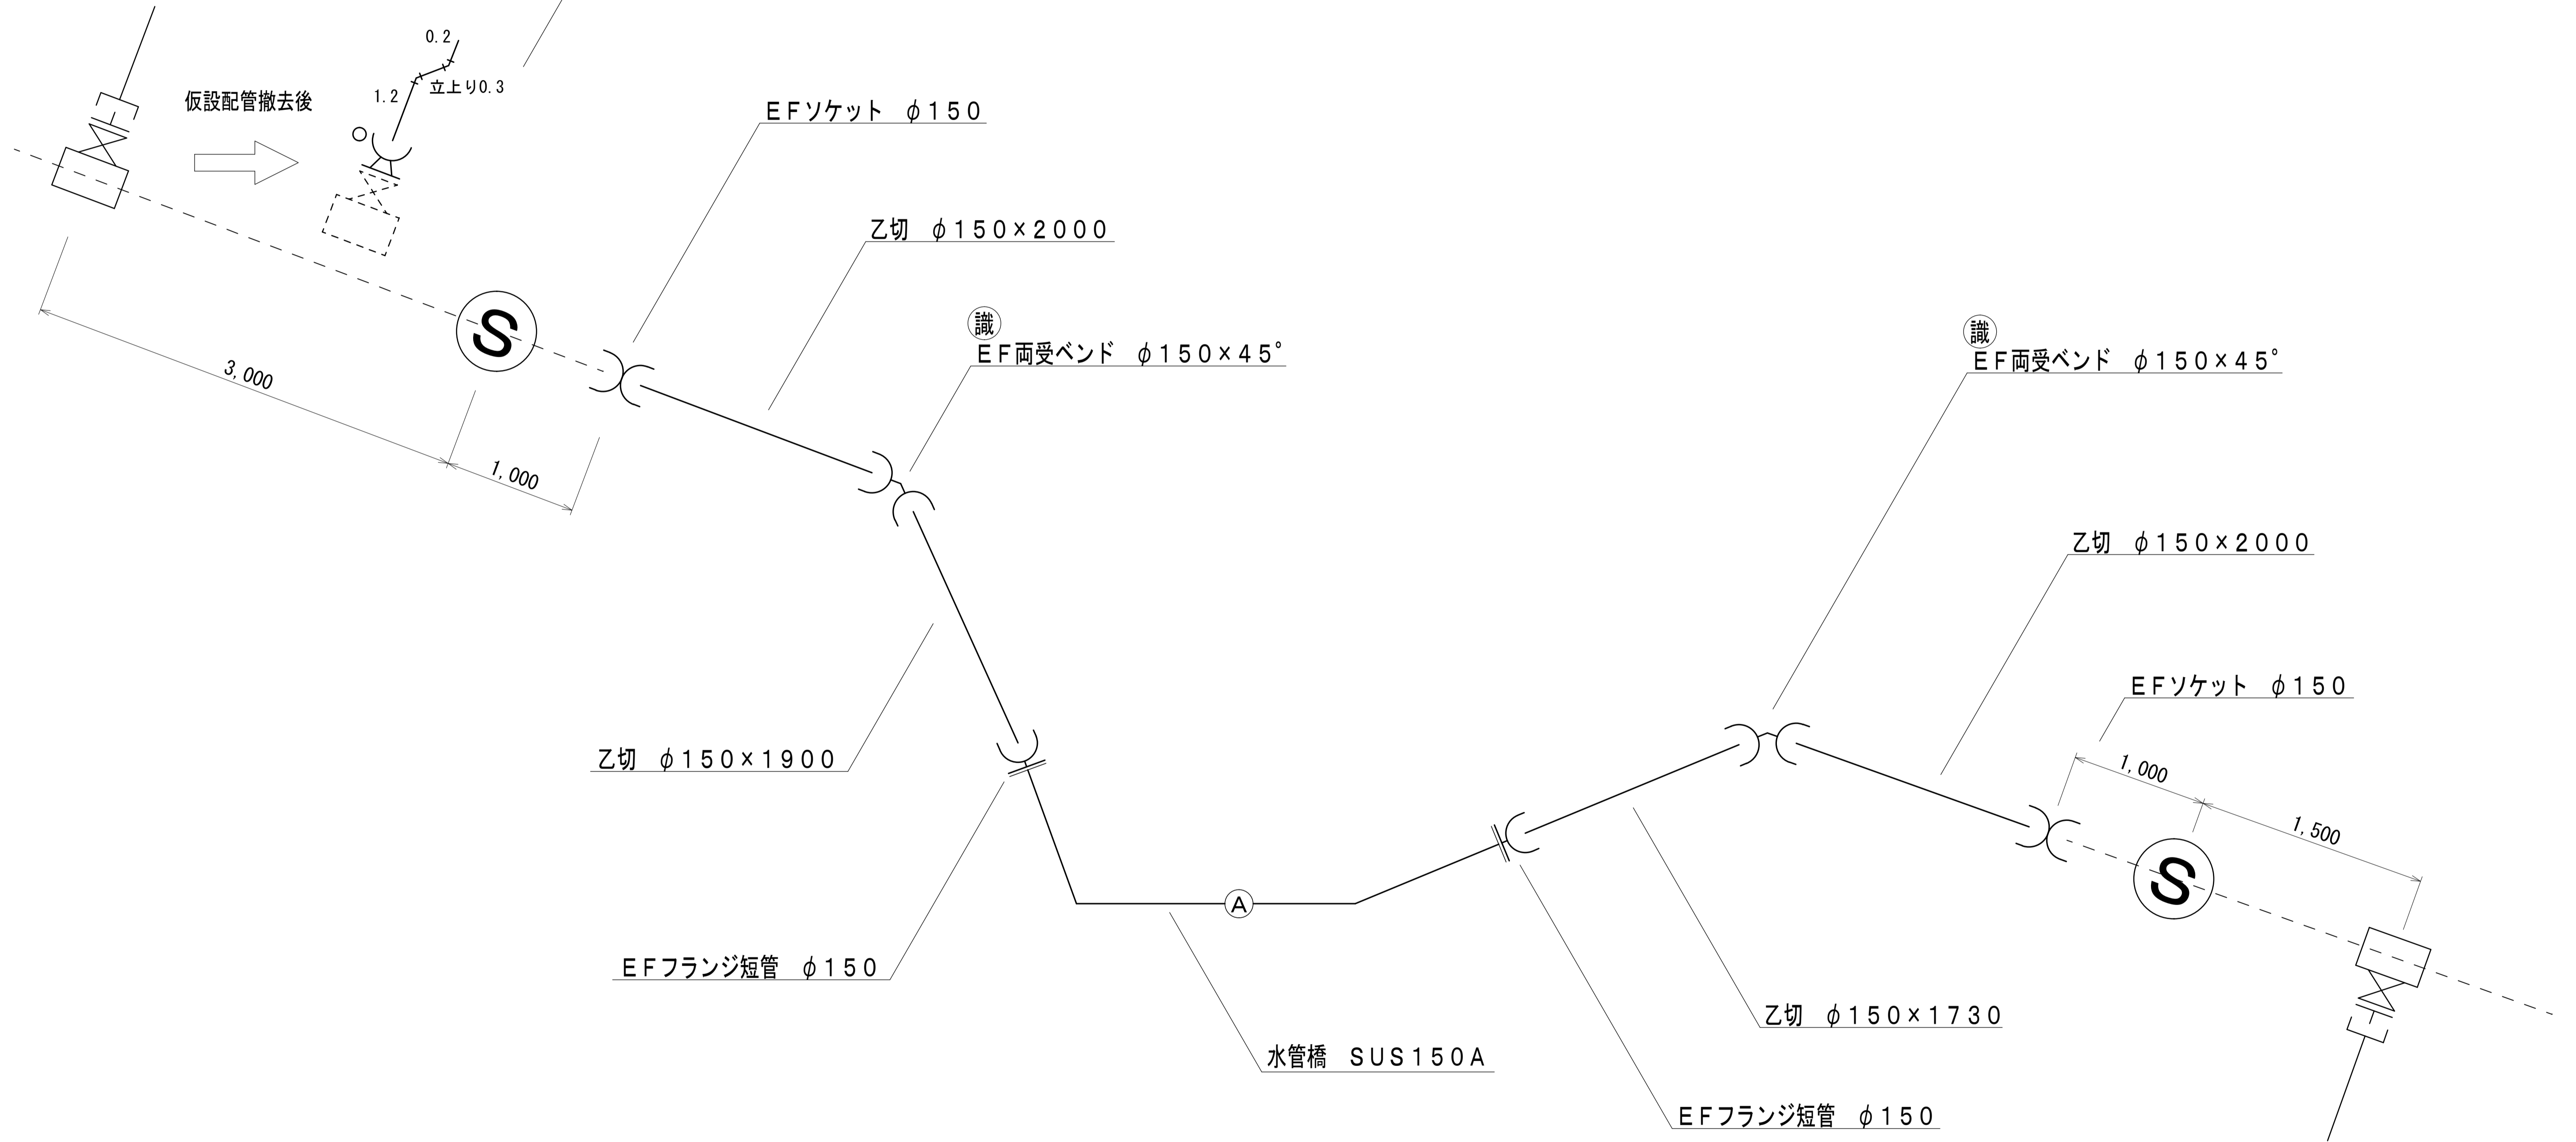 0.2
立上り0.3
1.2
仮設配管撤去後
ＥＦソケット　φ１５０
乙切　φ１５０×２０００
識
ＥＦ両受ベンド　φ１５０×４５°
識
ＥＦ両受ベンド　φ１５０×４５°
S
3,000
1,000
乙切　φ１５０×２０００
ＥＦソケット　φ１５０
1,000
1,500
S
乙切　φ１５０×１９００
A
ＥＦフランジ短管　φ１５０
乙切　φ１５０×１７３０
水管橋　ＳＵＳ１５０Ａ
ＥＦフランジ短管　φ１５０